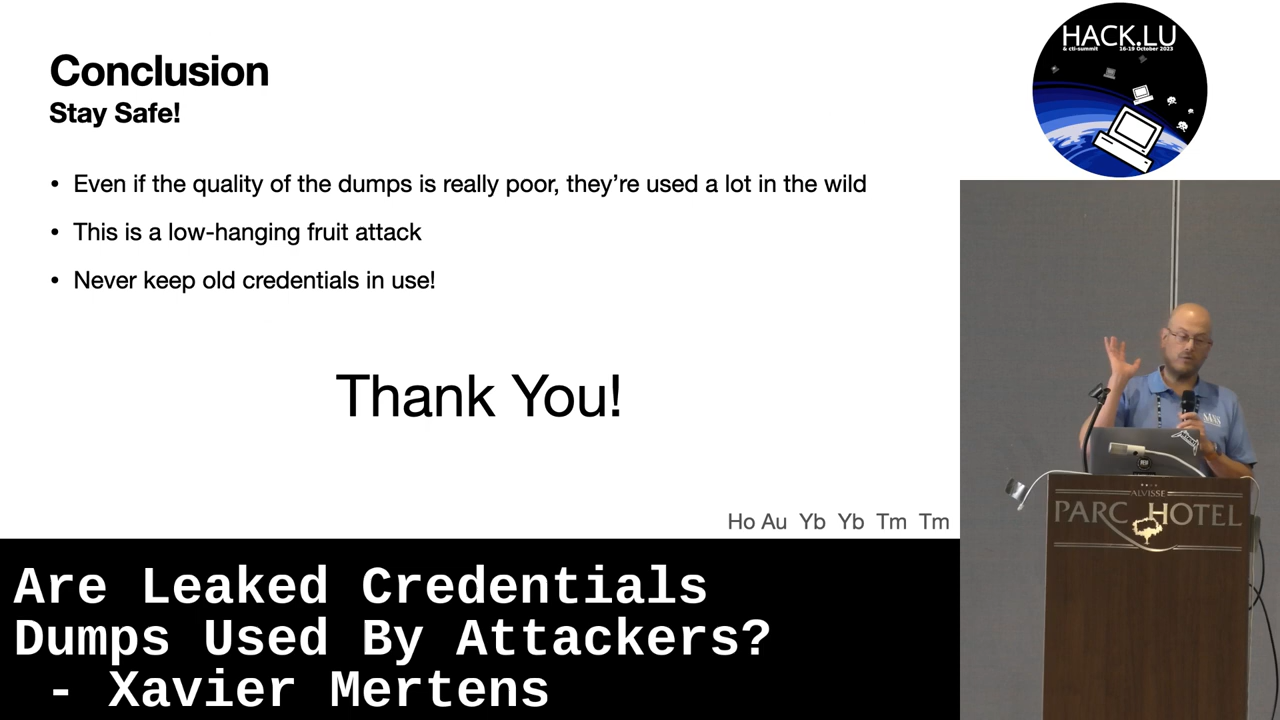 Conclusion
Stay Safe!
• Even if the quality of the dumps is really poor, they’re used a lot in the wild
• This is a low-hanging fruit attack
• Never keep old credentials in use!
Thank You!
Ho Au Yb Yb Tm Tm
HACK.LU
& cti-summit 16-19 October 2023
SANS
ALVISSE
PARC HOTEL
Are Leaked Credentials
Dumps Used By Attackers?
- Xavier Mertens